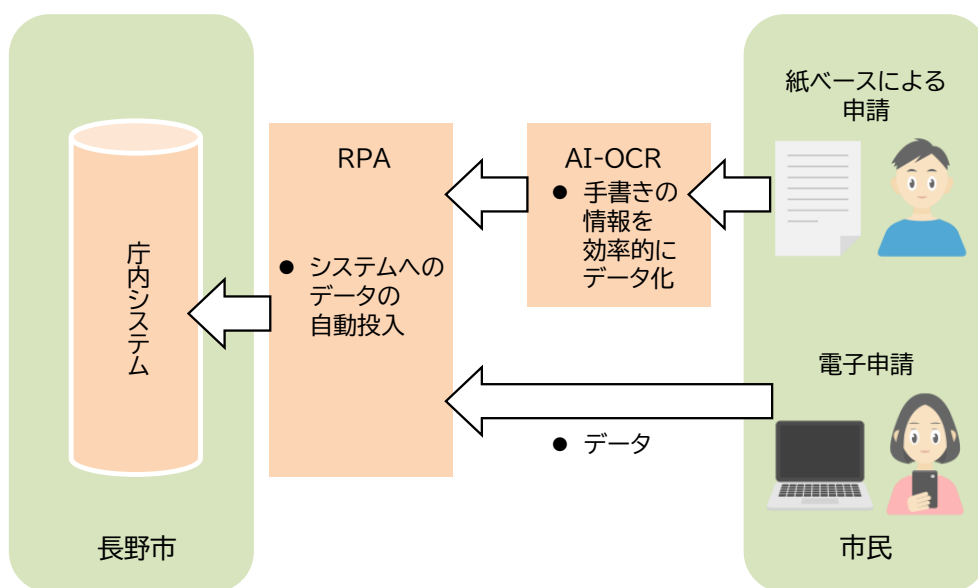 紙ベースによる
申請
RPA
AI-OCR
● 手書きの
情報を
効率的に
データ化
庁内システム
● システムへの
データの
自動投入
電子申請
● データ
長野市
市民